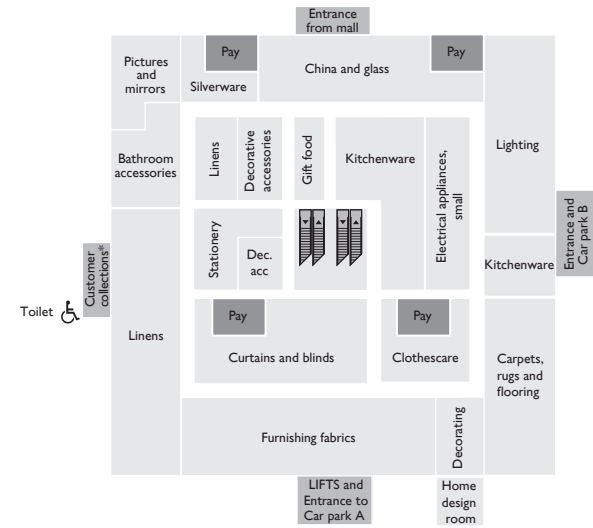 Entrance
from mall
Pay
Pay
Pictures
and
mirrors
Silverware
China and glass
Lighting
Bathroom
accessories
Linens
Decorative
accessories
Gift food
Kitchenware
Electrical appliances,
small
Entrance and
Car park B
Customer
collections*
Stationery
Dec.
acc
Kitchenware
Toilet
Linens
Pay
Pay
Curtains and blinds
Clothescare
Carpets,
rugs and
flooring
Furnishing fabrics
Decorating
LIFTS and
Entrance to
Car park A
Home
design
room